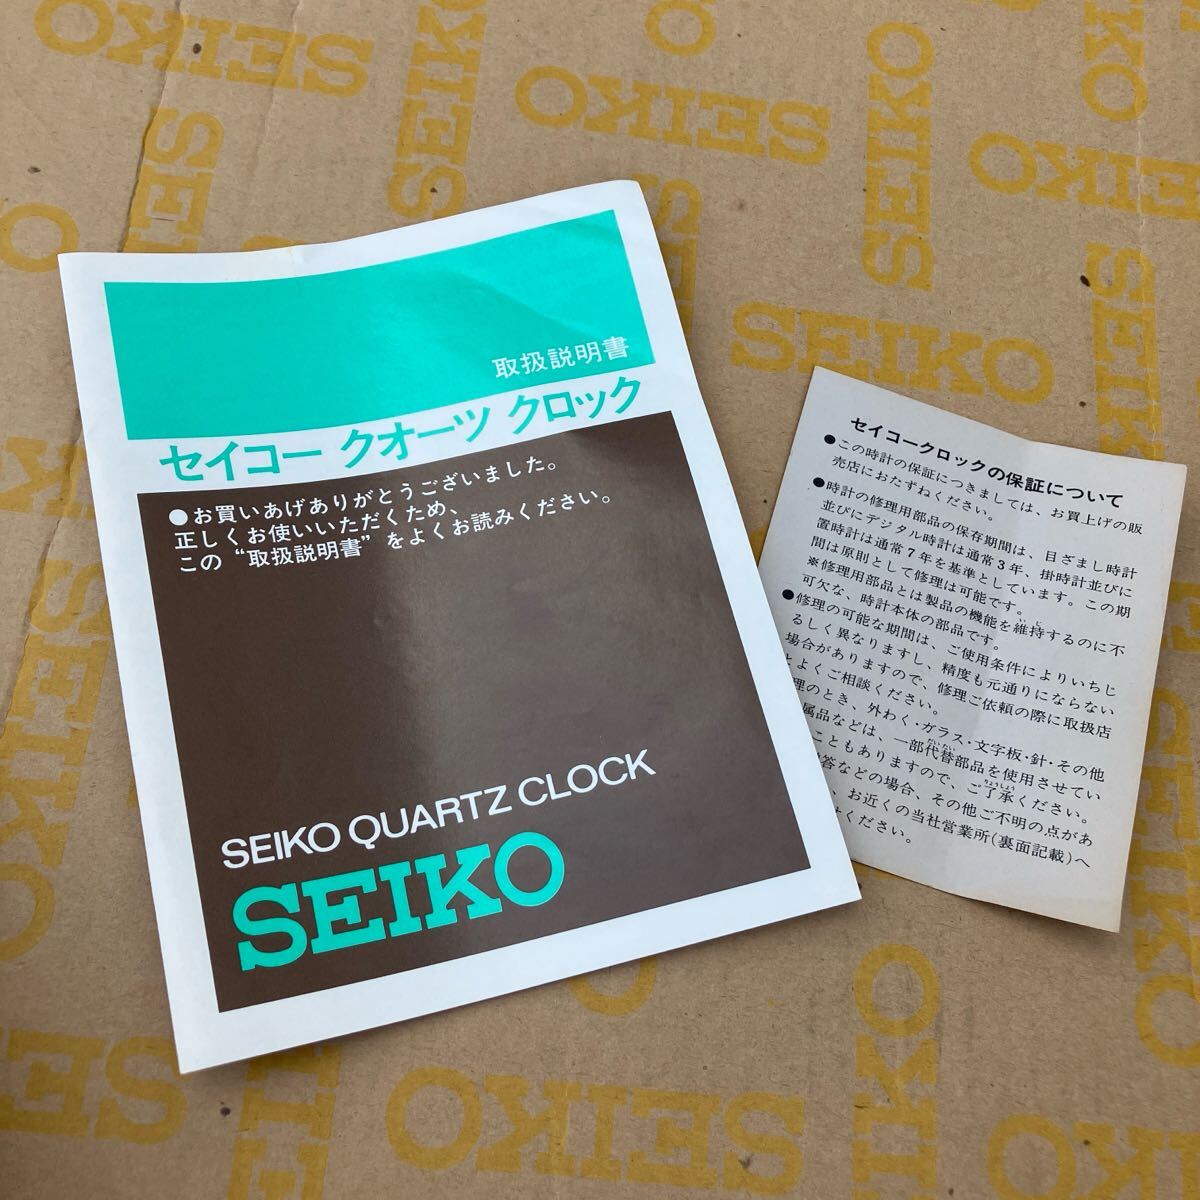 取扱説明書
セイコー クオーツ クロック
●お買いあげありがとうございました。
正しくお使いいただくため、
この“取扱説明書”をよくお読みください。
SEIKO QUARTZ CLOCK
SEIKO
セイコークロックの保証について
●この時計の保証につきましては、お買上げの販
売店におたずねください。
●時計の修理用部品の保存期間は、目ざまし時計
並びにデジタル時計は通常3年、掛時計並びに
置時計は通常7年を基準としています。この期
間は原則として修理は可能です。
※修理用部品とは製品の機能を維持するのに不
可欠な、時計本体の部品です。
●修理の可能な期間は、ご使用条件によりいちじ
るしく異なりますし、精度も元通りにならない
場合がありますので、修理ご依頼の際に取扱店
とよくご相談ください。
理のとき、外わく・ガラス・文字板・針・その他
属品などは、一部代替部品を使用させてい
こともありますので、ご了承ください。
答などの場合、その他ご不明の点があ
、お近くの当社営業所(裏面記載)へ
ください。
SEIKO
SEIKO
SEIKO
SEIKO
SEIKO
SEIKO
SEIKO
SEIKO
SEIKO
SEIKO
SEIKO